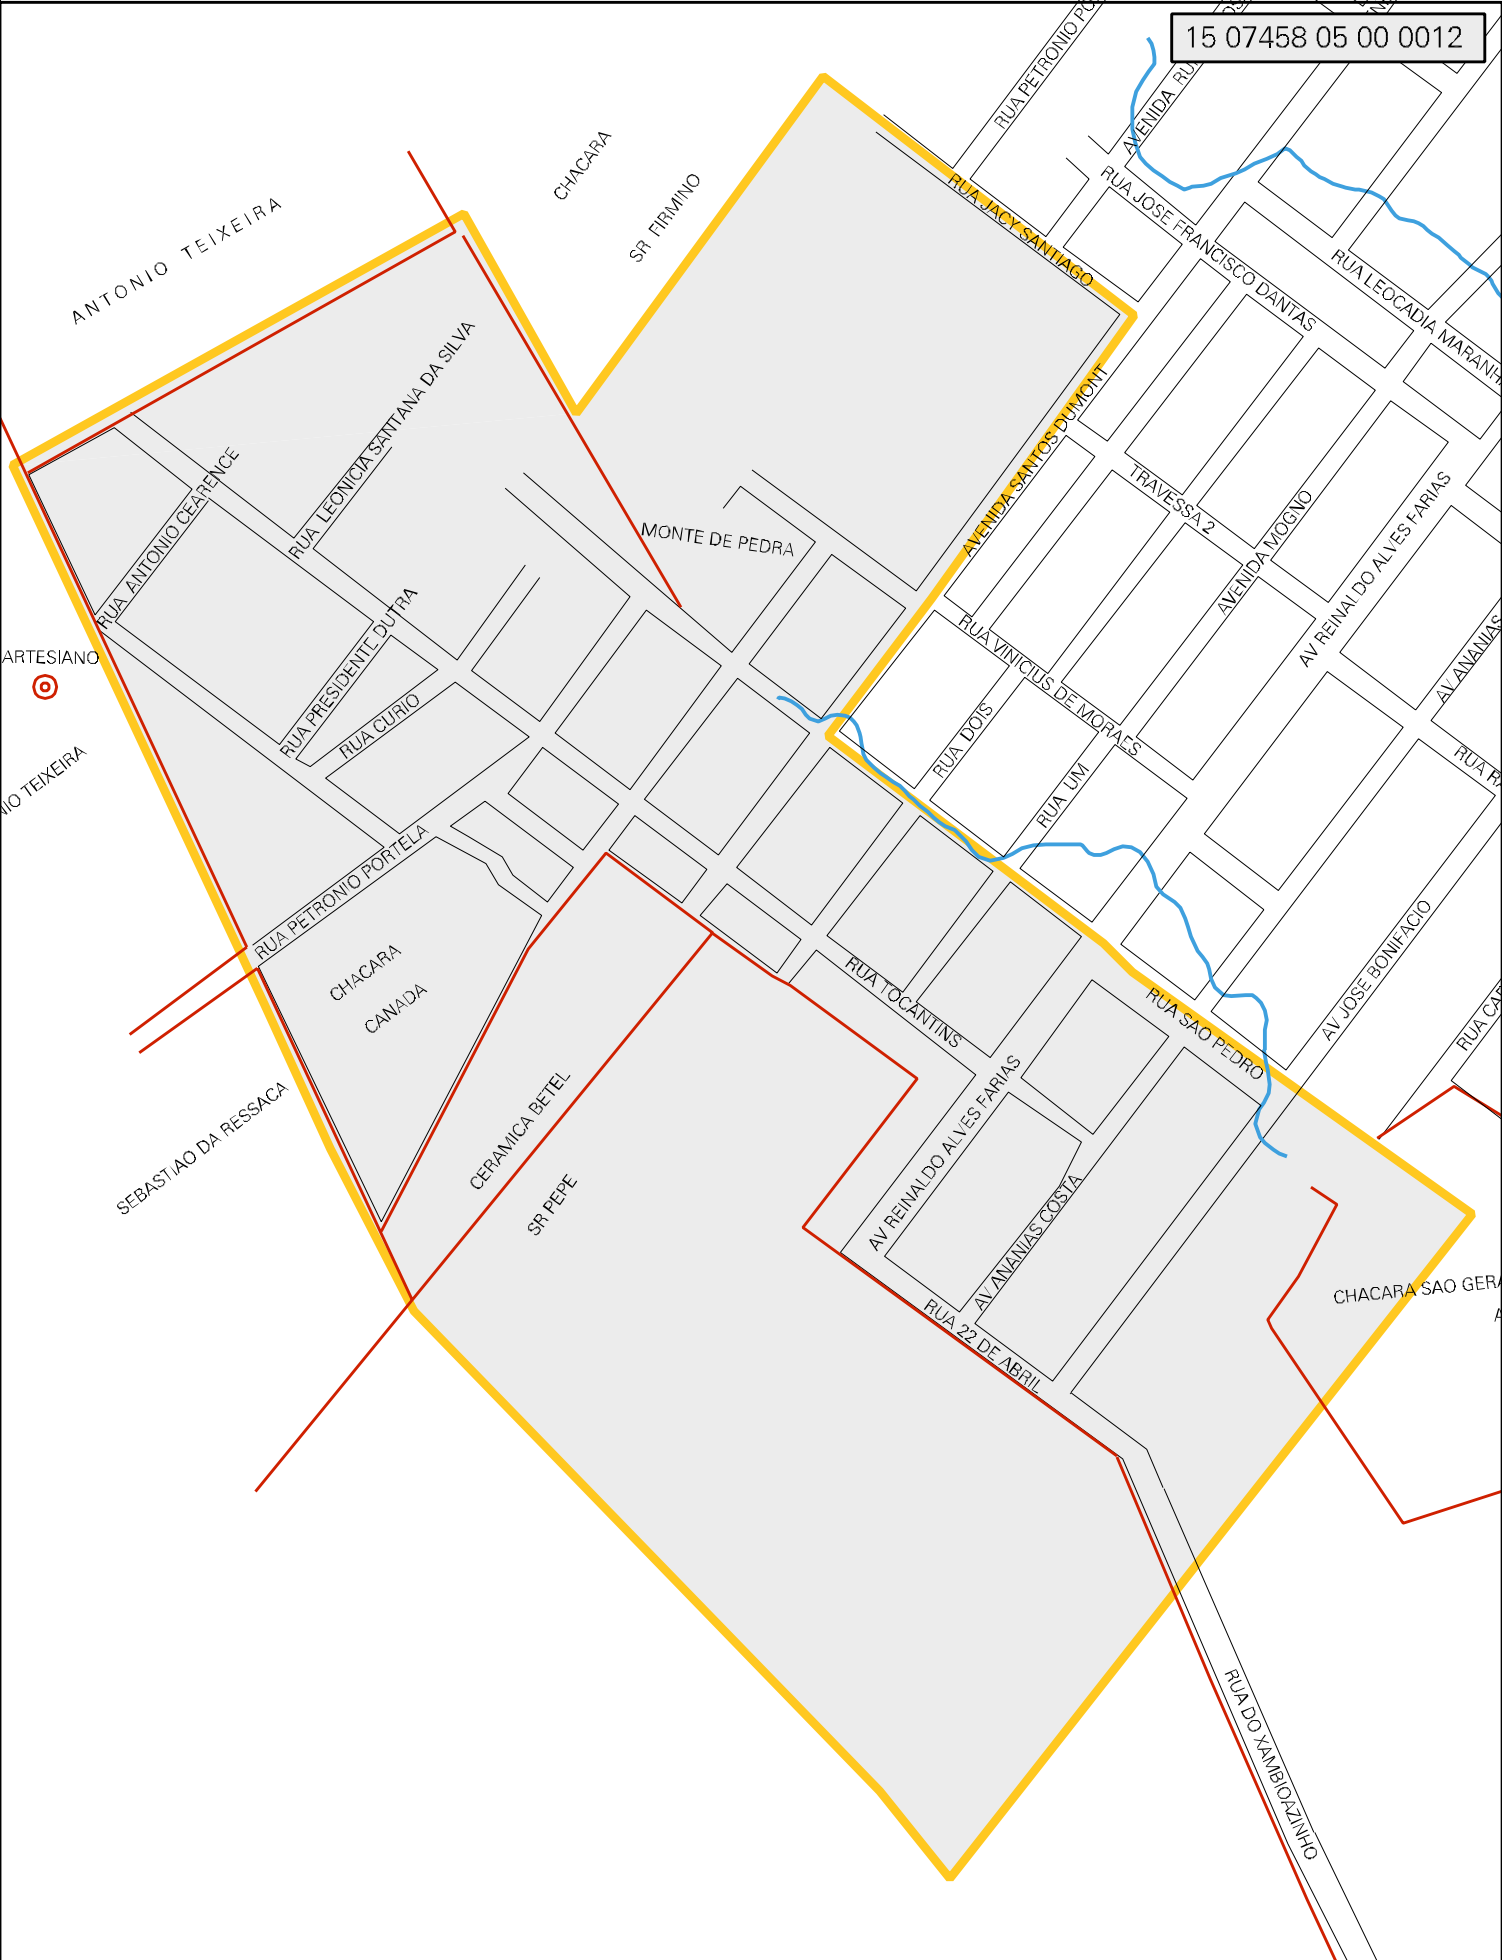 15 07458 05 00 0012
RUA PETRONIO PO
AVENIDA RU
CHACARA
SR FIRMINO
ANTONIO TEIXEIRA
RUA JACY SANTIAGO
RUA JOSE FRANCISCO DANTAS
RUA LEOCADIA MARANH
RUA LEONICIA SANTANA DA SILVA
RUA ANTONIO CEARENCE
AVENIDA SANTOS DUMONT
TRAVESSA 2
AVENIDA MOGNO
AV REINALDO ALVES FARIAS
MONTE DE PEDRA
ARTESIANO
RUA PRESIDENTE DUTRA
RUA CURIO
RUA VINICIUS DE MORAES
AV ANANIAS
RUA DOIS
RUA UM
RUA RA
NIO TEIXEIRA
RUA PETRONIO PORTELA
CHACARA
CANADA
RUA TOCANTINS
RUA SAO PEDRO
AV JOSE BONIFACIO
RUA CAE
SEBASTIAO DA RESSACA
CERAMICA BETEL
SR PEPE
AV REINALDO ALVES FARIAS
AV ANANIAS COSTA
RUA 22 DE ABRIL
CHACARA SAO GERA
A
RUA DO XAMBIOAZINHO